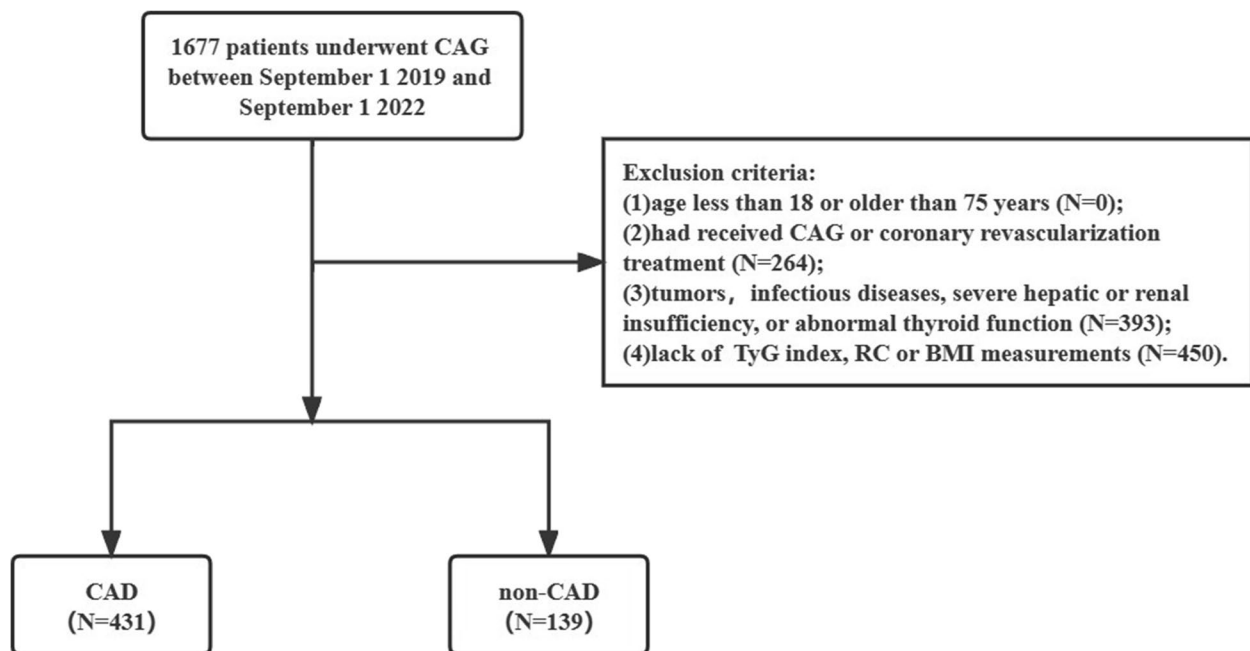 1677 patients underwent CAG
between September 1 2019 and
September 1 2022
Exclusion criteria:
(1)age less than 18 or older than 75 years (N=0);
(2)had received CAG or coronary revascularization
treatment (N=264);
(3)tumors，infectious diseases, severe hepatic or renal
insufficiency, or abnormal thyroid function (N=393);
(4)lack of TyG index, RC or BMI measurements (N=450).
CAD
(N=431)
non-CAD
(N=139)